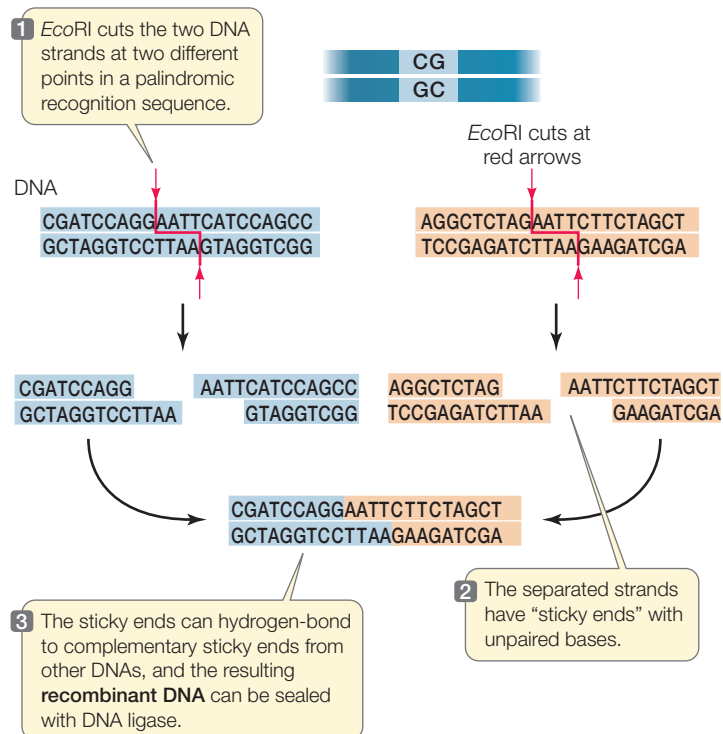 1 EcoRI cuts the two DNA
strands at two different
points in a palindromic
recognition sequence.
CG
GC
EcoRI cuts at
red arrows
DNA
CGATCCAGGAATTCATCCAGCC
GCTAGGTCCTTAAGTAGGTCGG
AGGCTCTAGAATTCTTCTAGCT
TCCGAGATCTTAAGAAGATCGA
CGATCCAGG
GCTAGGTCCTTAA
AATTCATCCAGCC
GTAGGTCGG
AGGCTCTAG
TCCGAGATCTTAA
AATTCTTCTAGCT
GAAGATCGA
CGATCCAGGAATTCTTCTAGCT
GCTAGGTCCTTAAGAAGATCGA
2 The separated strands
have “sticky ends” with
unpaired bases.
3 The sticky ends can hydrogen-bond
to complementary sticky ends from
other DNAs, and the resulting
recombinant DNA can be sealed
with DNA ligase.